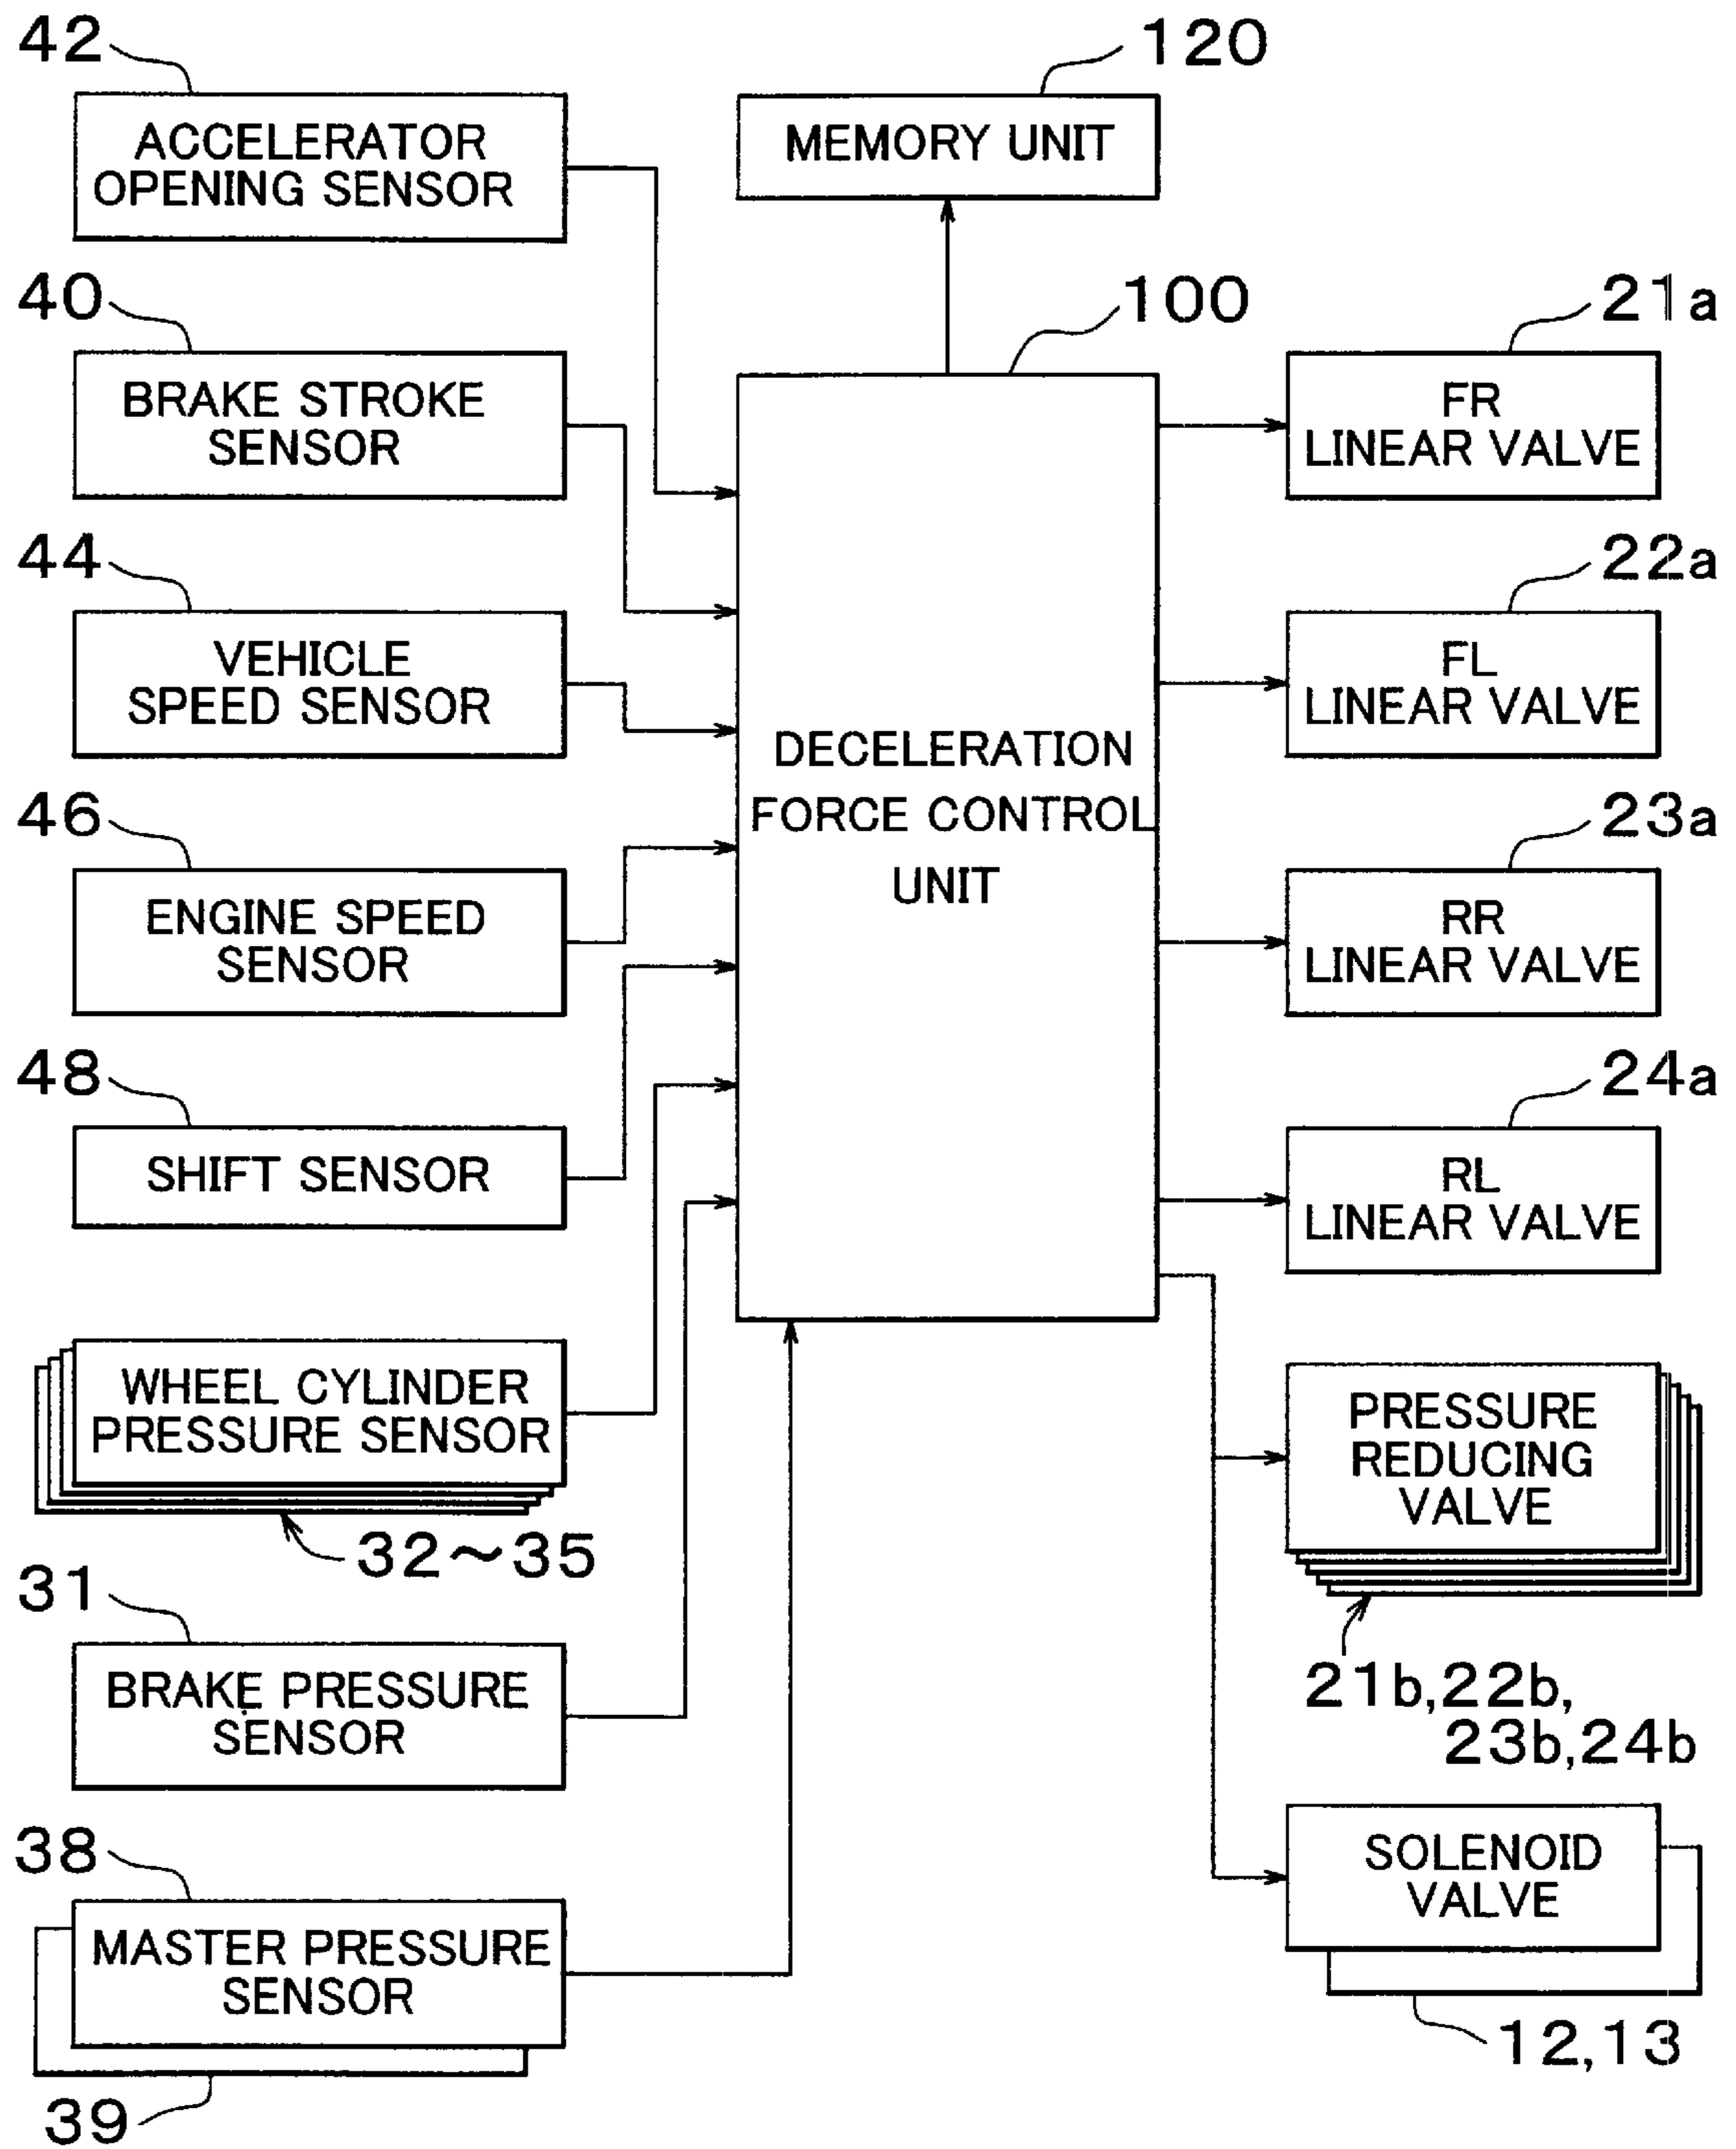 42
ACCELERATOR
OPENING SENSOR
120
MEMORY UNIT
40
BRAKE STROKE
SENSOR
100
DECELERATION
FORCE CONTROL
UNIT
21a
FR
LINEAR VALVE
44
VEHICLE
SPEED SENSOR
22a
FL
LINEAR VALVE
46
ENGINE SPEED
SENSOR
23a
RR
LINEAR VALVE
48
SHIFT SENSOR
24a
RL
LINEAR VALVE
WHEEL CYLINDER
PRESSURE SENSOR
32~35
PRESSURE
REDUCING
VALVE
21b,22b,
23b,24b
31
BRAKE PRESSURE
SENSOR
38
MASTER PRESSURE
SENSOR
39
SOLENOID
VALVE
12,13